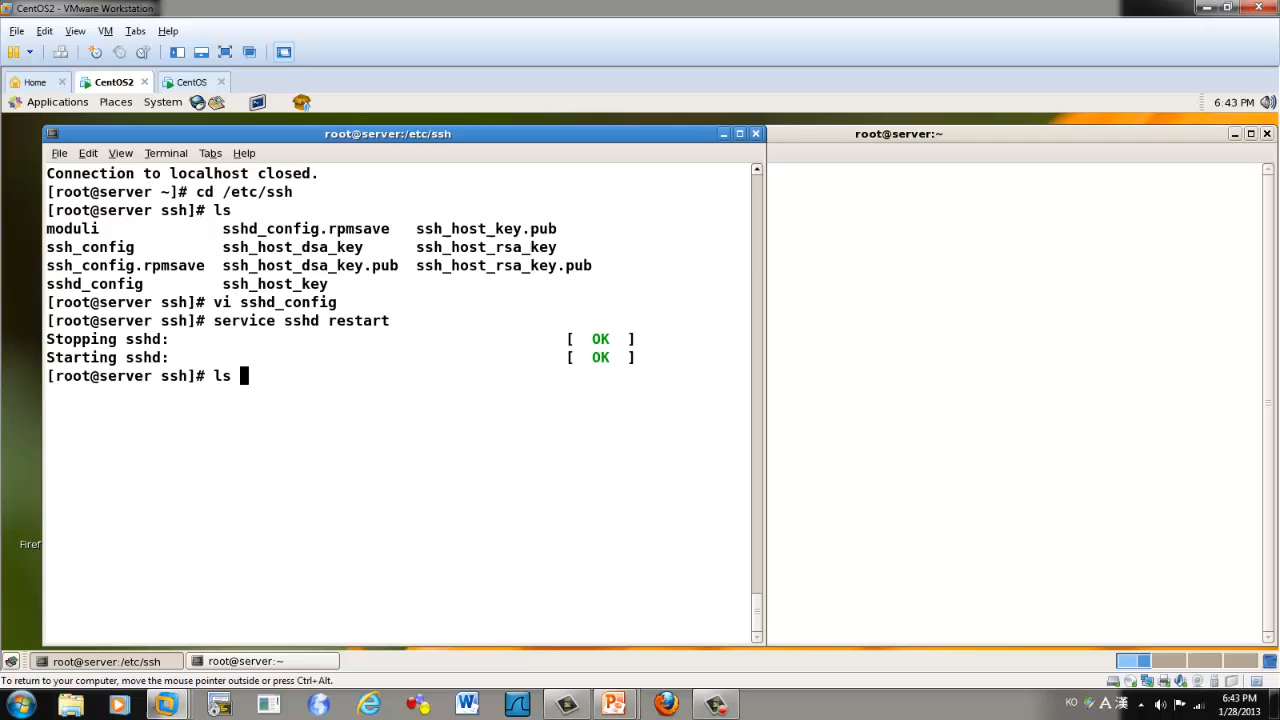 CentOS2 - VMware Workstation
File Edit View VM Tabs Help
Home CentOS2 CentOS
Applications Places System 6:43 PM
root@server:/etc/ssh
root@server:~
File Edit View Terminal Tabs Help
Connection to localhost closed.
[root@server ~]# cd /etc/ssh
[root@server ssh]# ls
moduli sshd_config.rpmsave ssh_host_key.pub
ssh_config ssh_host_dsa_key ssh_host_rsa_key
ssh_config.rpmsave ssh_host_dsa_key.pub ssh_host_rsa_key.pub
sshd_config ssh_host_key
[root@server ssh]# vi sshd_config
[root@server ssh]# service sshd restart
Stopping sshd: [ OK ]
Starting sshd: [ OK ]
[root@server ssh]# ls
Firef
root@server:/etc/ssh root@server:~
To return to your computer, move the mouse pointer outside or press Ctrl+Alt.
KO A 漢 6:43 PM
1/28/2013